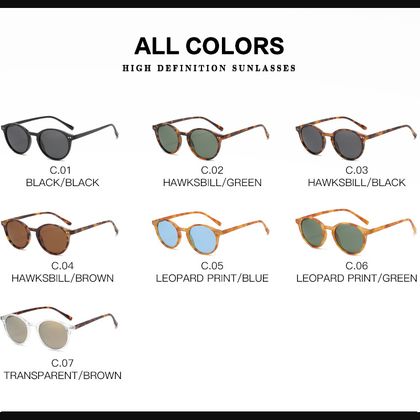 ALL COLORS
HIGH DEFINITION SUNLASSES
C.01
BLACK/BLACK
C.02
HAWKSBILL/GREEN
C.03
HAWKSBILL/BLACK
C.04
HAWKSBILL/BROWN
C.05
LEOPARD PRINT/BLUE
C.06
LEOPARD PRINT/GREEN
C.07
TRANSPARENT/BROWN